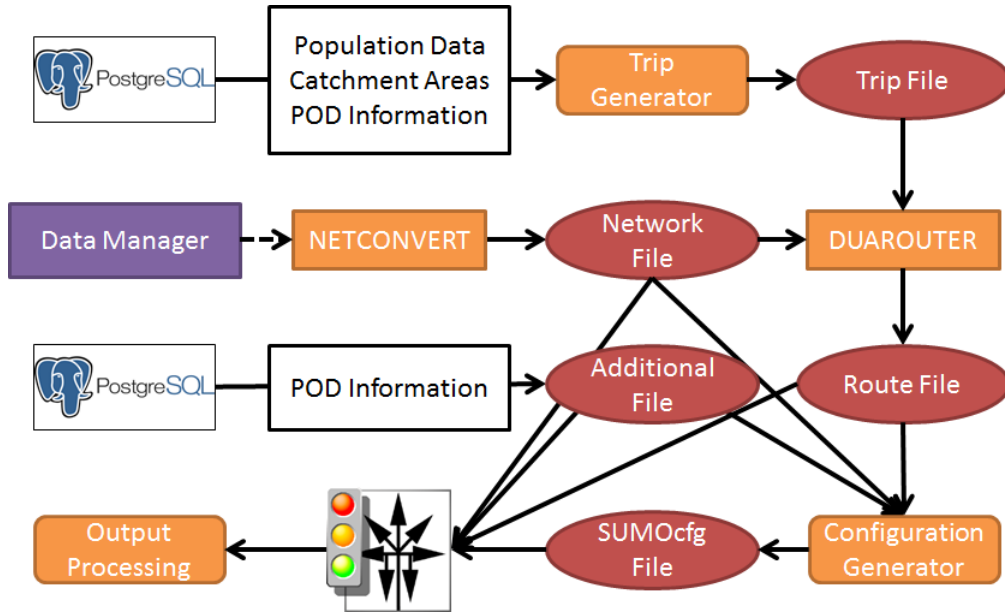 PostgreSQL
Population Data
Catchment Areas
POD Information
Trip
Generator
Trip File
Data Manager
NETCONVERT
Network
File
DUAROUTER
PostgreSQL
POD Information
Additional
File
Route File
Output
Processing
SUMOcfg
File
Configuration
Generator